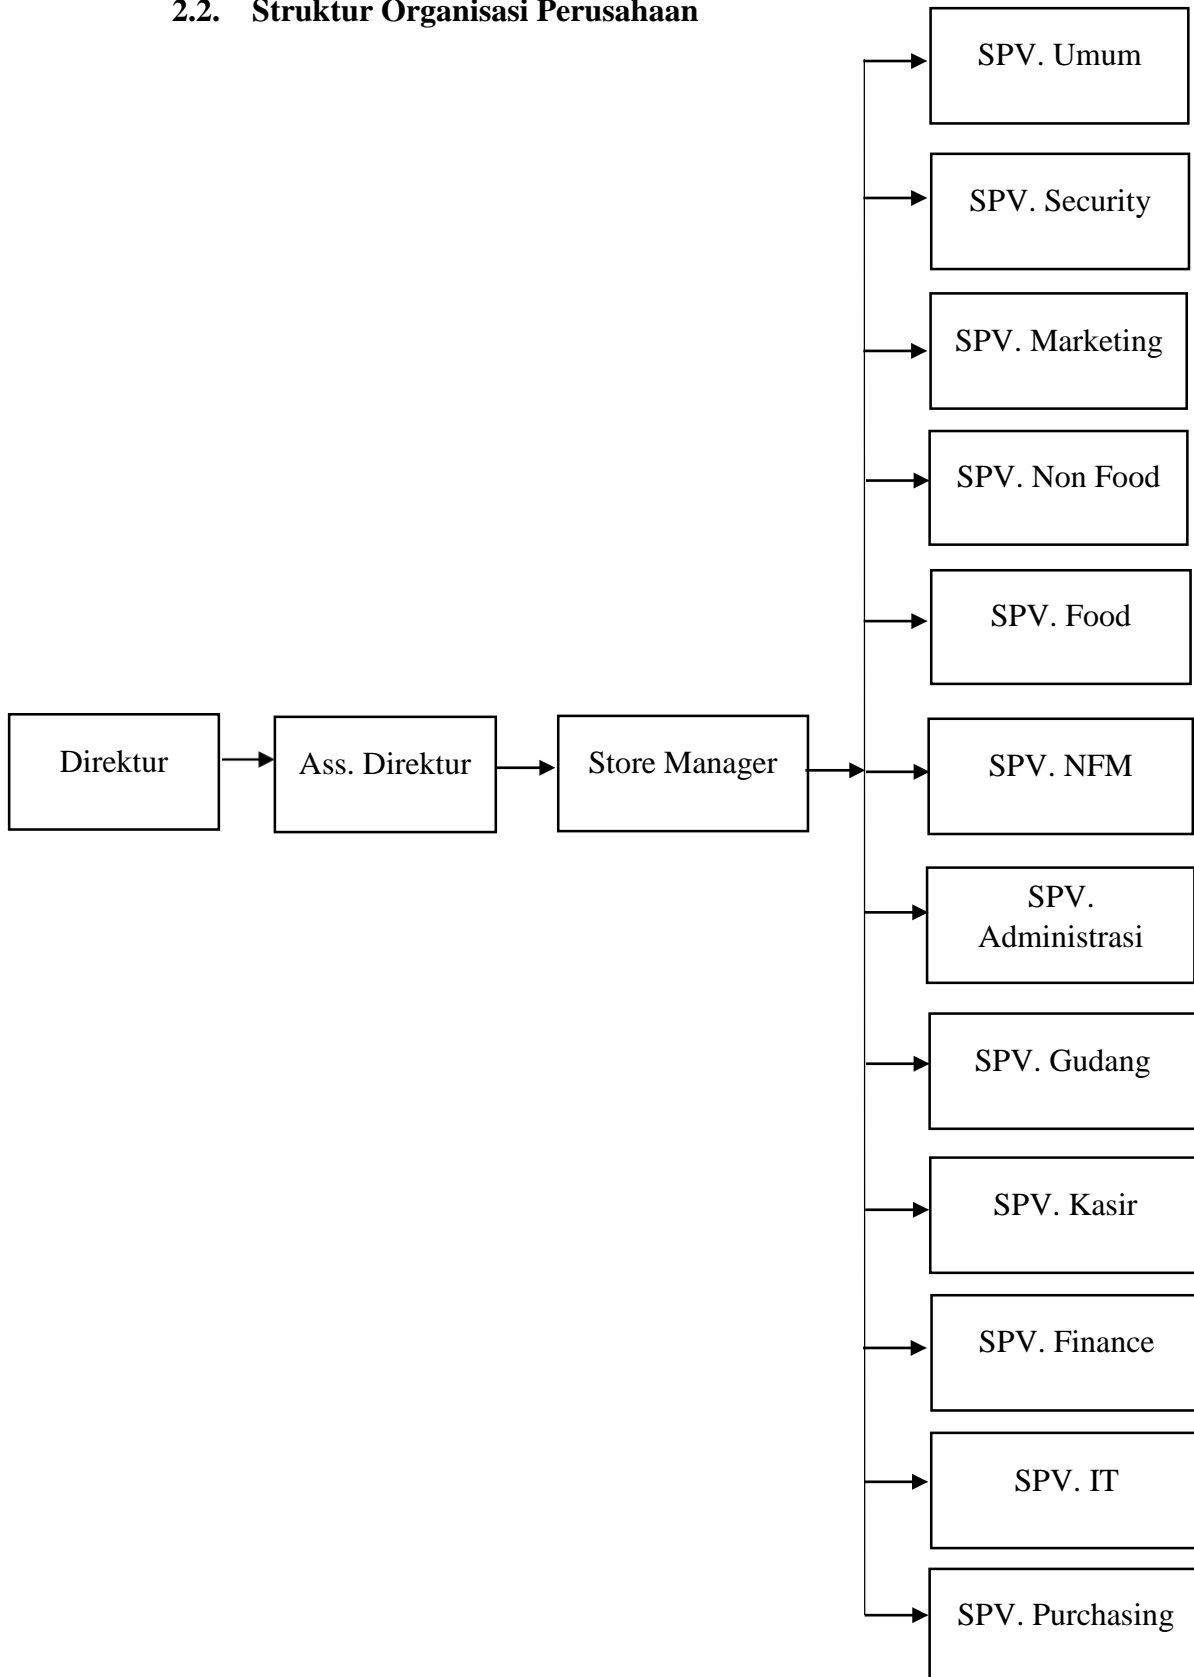 2.2. Struktur Organisasi Perusahaan
SPV. Umum
SPV. Security
SPV. Marketing
SPV. Non Food
SPV. Food
Direktur
Ass. Direktur
Store Manager
SPV. NFM
SPV.
Administrasi
SPV. Gudang
SPV. Kasir
SPV. Finance
SPV. IT
SPV. Purchasing